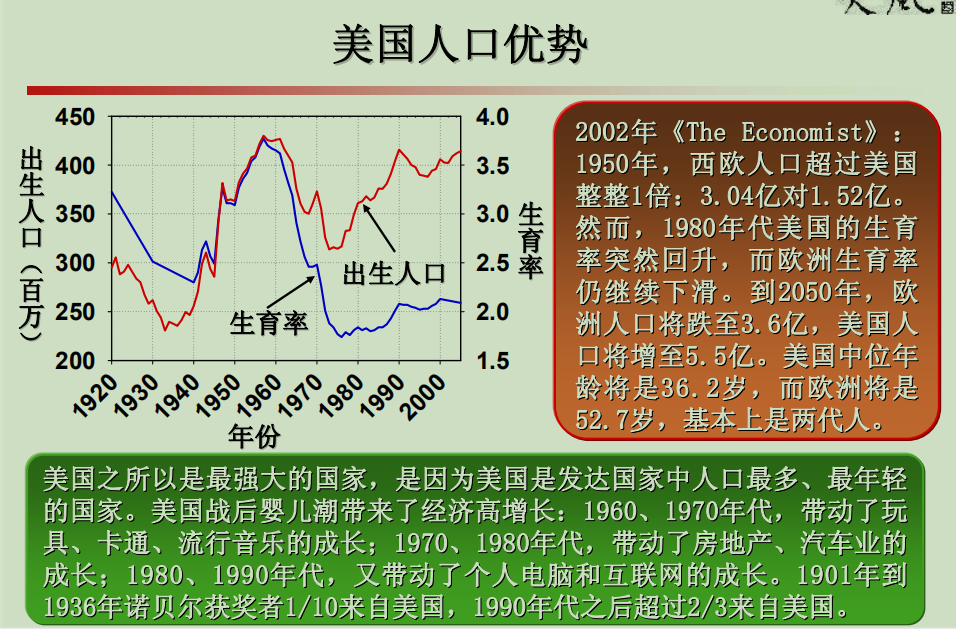 美国人口优势
450
400
350
300
250
200
出生人口（百万）
4.0
3.5
3.0
2.5
2.0
1.5
生育率
出生人口
生育率
1920
1930
1940
1950
1960
1970
1980
1990
2000
年份
2002年《The Economist》：
1950年，西欧人口超过美国
整整1倍：3.04亿对1.52亿。
然而，1980年代美国的生育
率突然回升，而欧洲生育率
仍继续下滑。到2050年，欧
洲人口将跌至3.6亿，美国人
口将增至5.5亿。美国中位年
龄将是36.2岁，而欧洲将是
52.7岁，基本上是两代人。
美国之所以是最强大的国家，是因为美国是发达国家中人口最多、最年轻
的国家。美国战后婴儿潮带来了经济高增长：1960、1970年代，带动了玩
具、卡通、流行音乐的成长；1970、1980年代，带动了房地产、汽车业的
成长；1980、1990年代，又带动了个人电脑和互联网的成长。1901年到
1936年诺贝尔获奖者1/10来自美国，1990年代之后超过2/3来自美国。